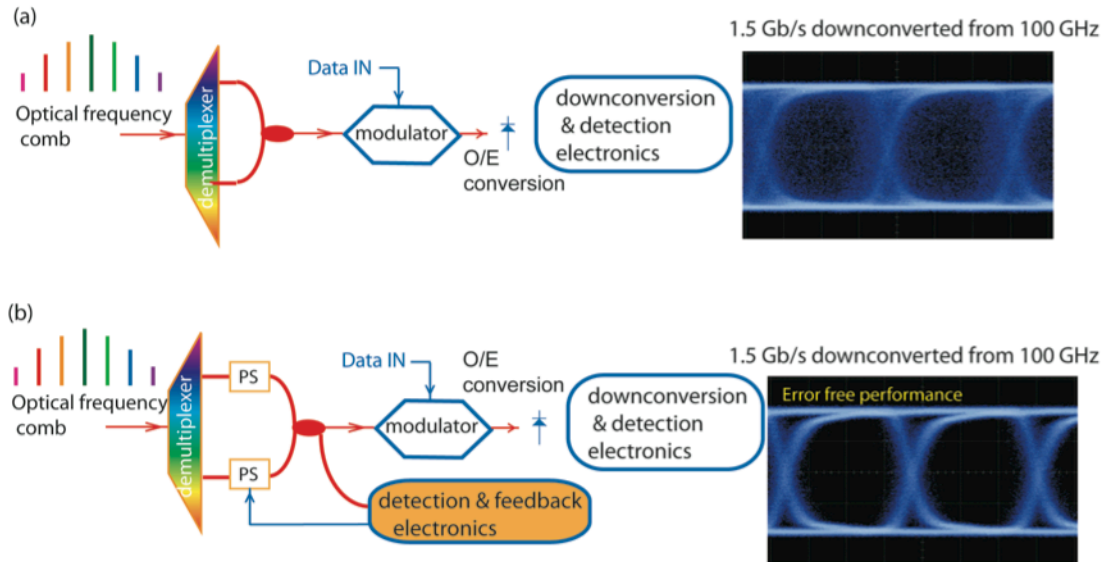 (a)
1.5 Gb/s downconverted from 100 GHz
Optical frequency
comb
demultiplexer
Data IN
modulator
O/E
conversion
downconversion
& detection
electronics
(b)
1.5 Gb/s downconverted from 100 GHz
Optical frequency
comb
demultiplexer
PS
PS
Data IN
modulator
O/E
conversion
downconversion
& detection
electronics
detection & feedback
electronics
Error free performance